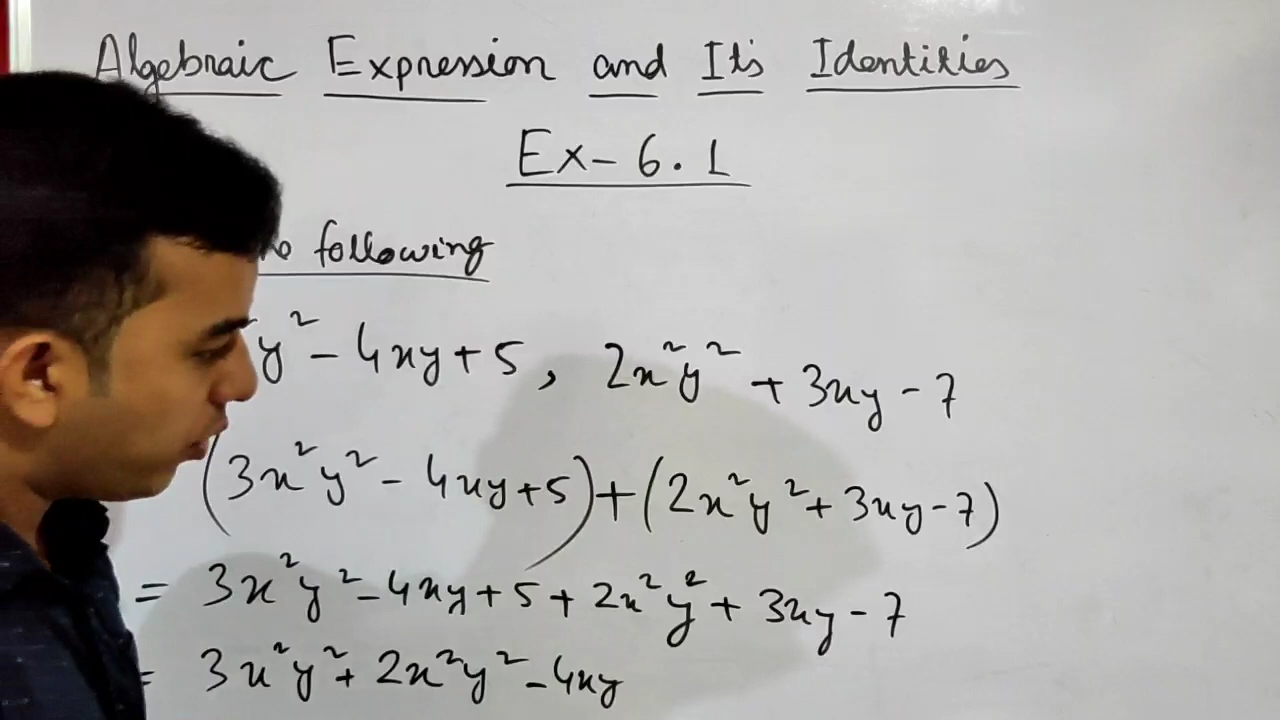 Algebraic Expression and Its Identities
Ex- 6.1
following
y² - 4xy + 5, 2x²y² + 3xy - 7
(3x²y² - 4xy + 5) + (2x²y² + 3xy - 7)
= 3x²y² - 4xy + 5 + 2x²y² + 3xy - 7
= 3x²y² + 2x²y² - 4xy